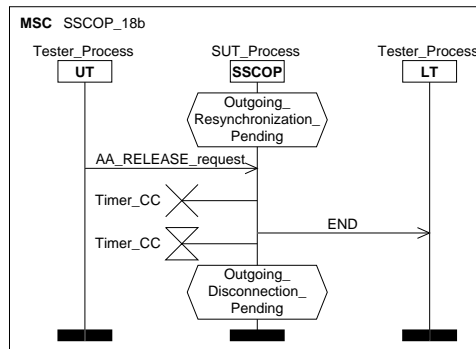 MSC SSCOP_18b
Tester_Process SUT_Process Tester_Process
UT SSCOP LT
Outgoing_
Resynchronization_
Pending
AA_RELEASE_request
Timer_CC
END
Timer_CC
Outgoing_
Disconnection_
Pending